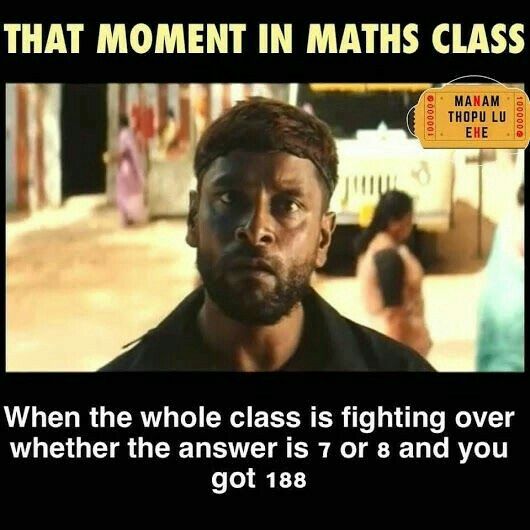 THAT MOMENT IN MATHS CLASS
MANAM
THOPU LU
EHE
1000001
1000001
When the whole class is fighting over
whether the answer is 7 or 8 and you
got 188